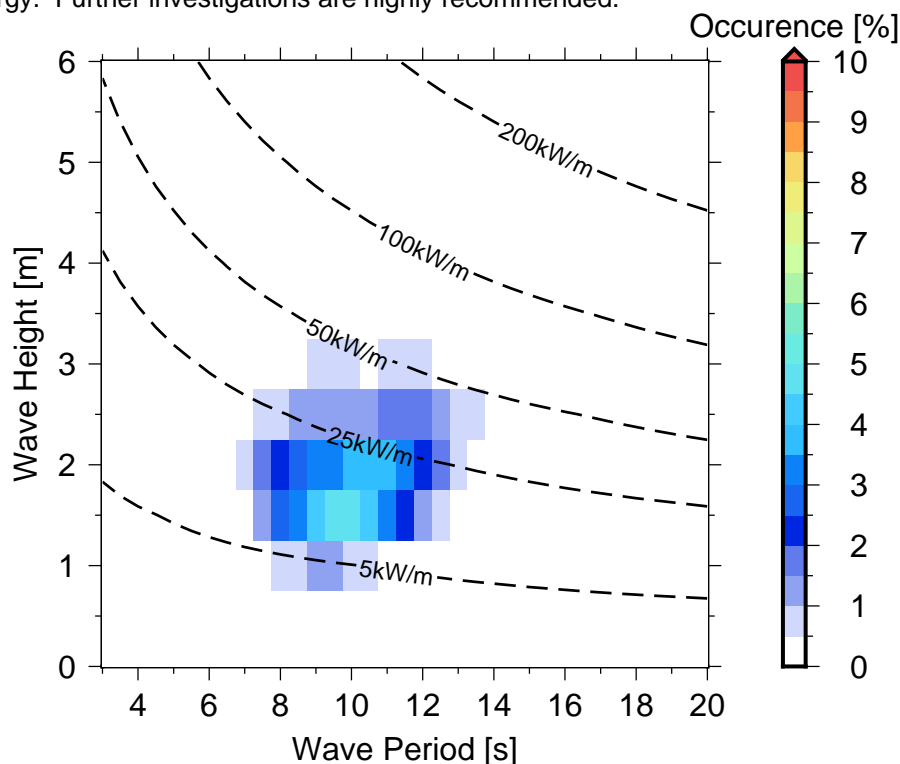 rgy. Further investigations are highly recommended.
Occurence [%]
6
5
4
3
2
1
0
Wave Height [m]
200kW/m
100kW/m
50kW/m
25kW/m
5kW/m
4 6 8 10 12 14 16 18 20
Wave Period [s]
10
9
8
7
6
5
4
3
2
1
0